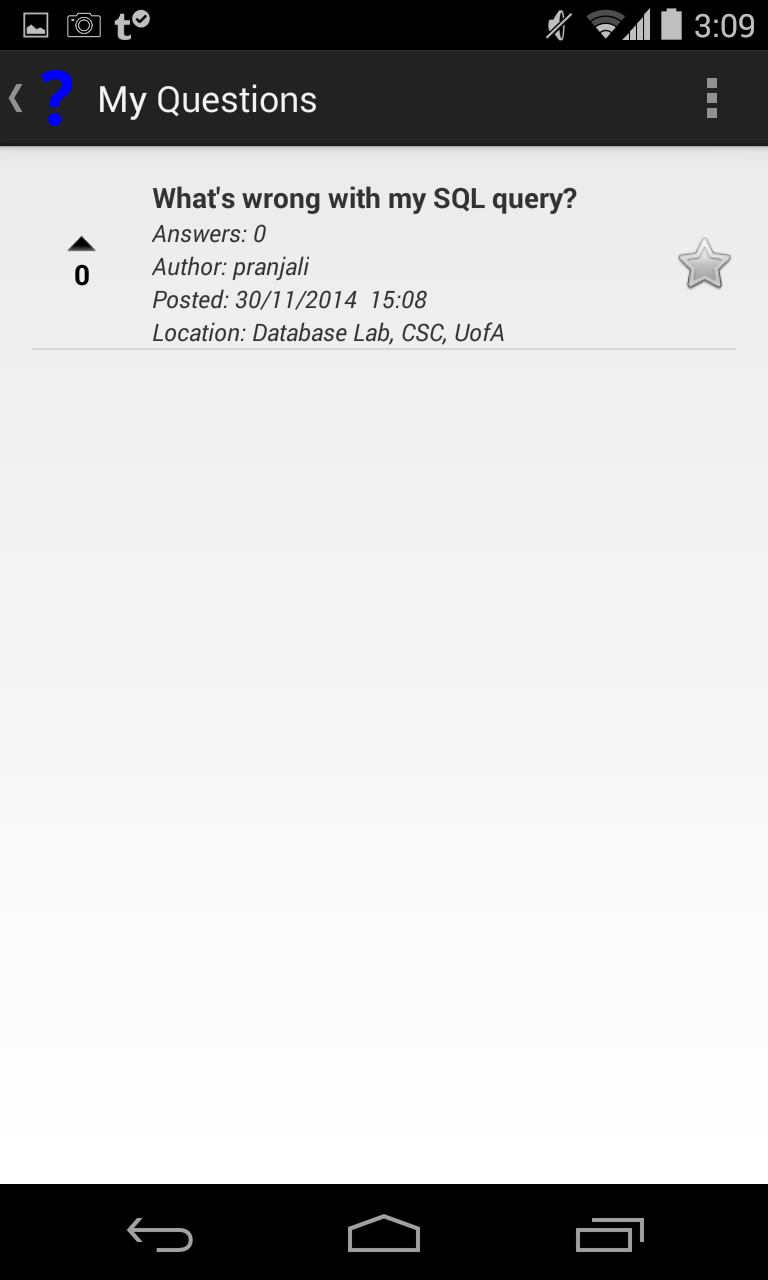 3:09
My Questions
What's wrong with my SQL query?
Answers: 0
0
Author: pranjali
Posted: 30/11/2014  15:08
Location: Database Lab, CSC, UofA